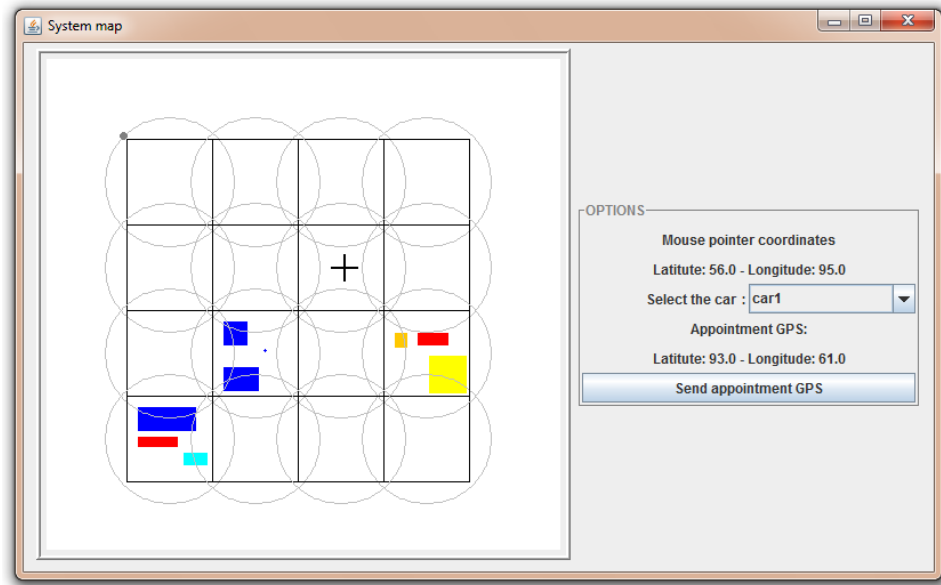 System map
OPTIONS
Mouse pointer coordinates
Latitute: 56.0 - Longitude: 95.0
Select the car : car1
Appointment GPS:
Latitute: 93.0 - Longitude: 61.0
Send appointment GPS